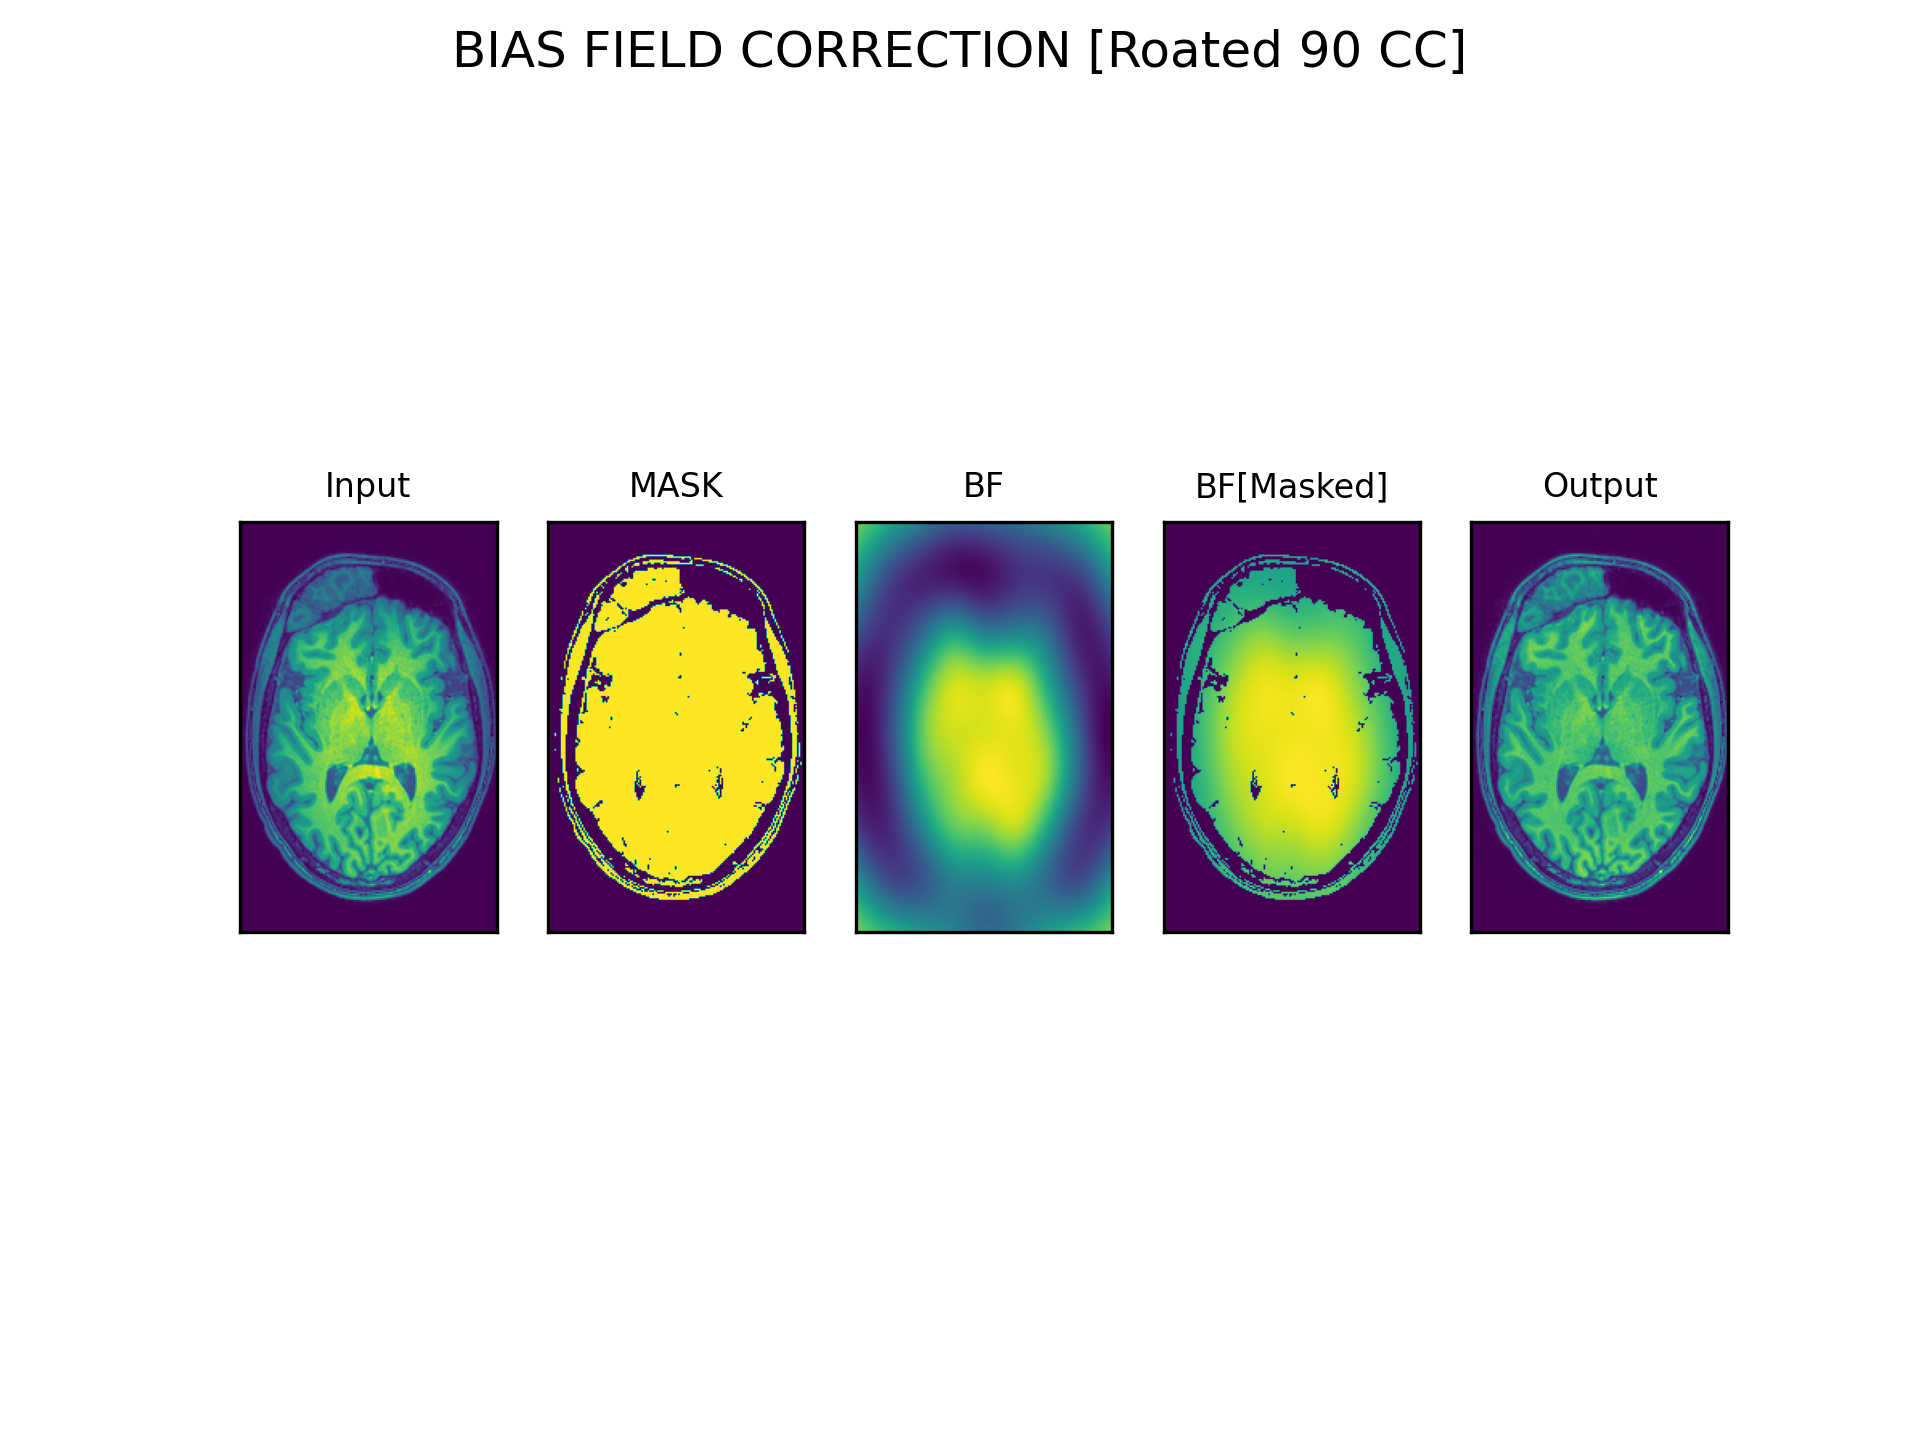 BIAS FIELD CORRECTION [Roated 90 CC]
Input
MASK
BF
BF[Masked]
Output